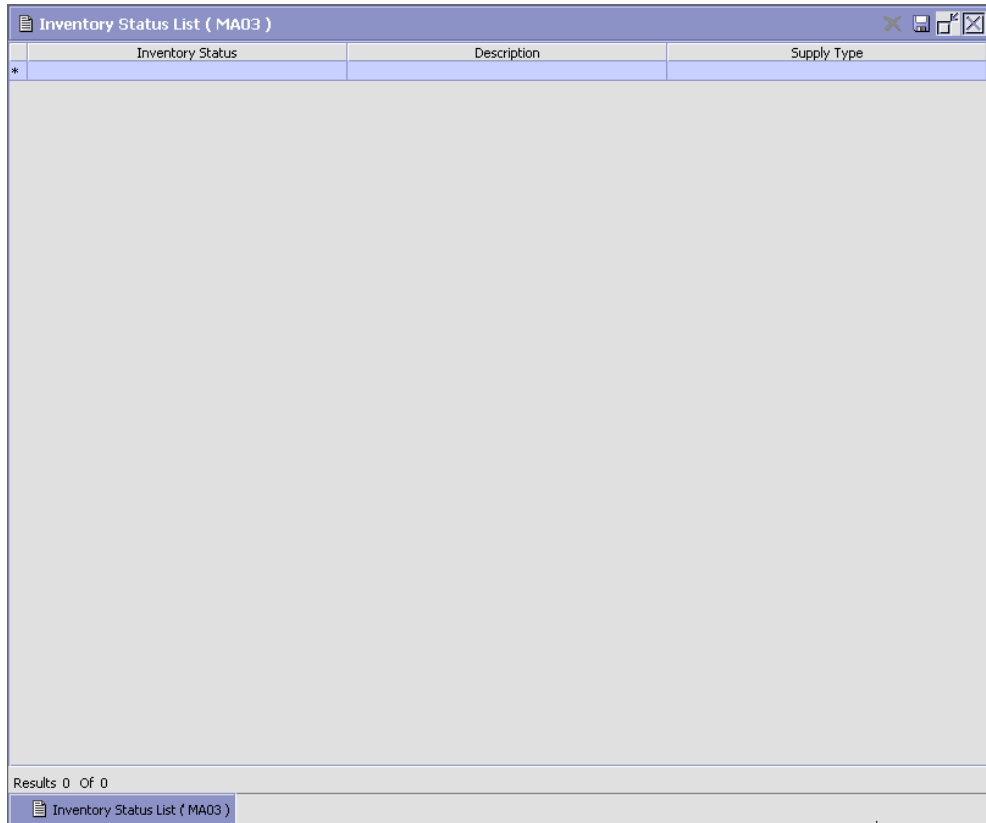 Inventory Status List ( MA03 )
Inventory Status Description Supply Type
*
Results 0 Of 0
Inventory Status List ( MA03 )